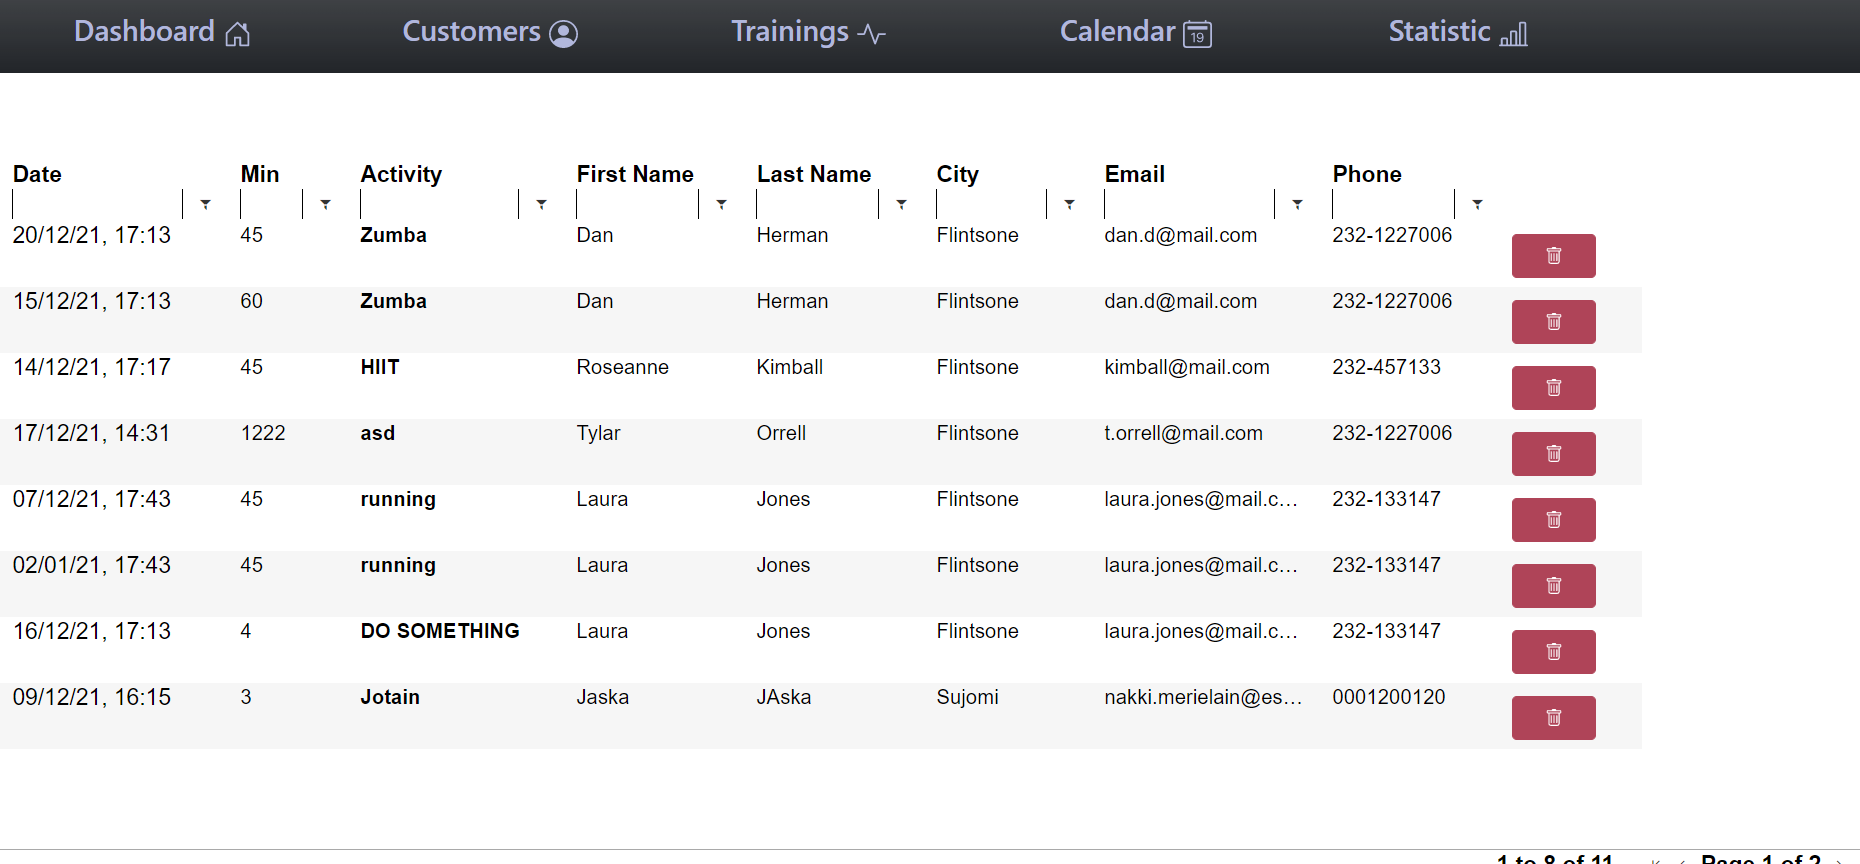 Dashboard Customers Trainings Calendar 19 Statistic
Date Min Activity First Name Last Name City Email Phone
20/12/21, 17:13 45 Zumba Dan Herman Flintsone dan.d@mail.com 232-1227006
15/12/21, 17:13 60 Zumba Dan Herman Flintsone dan.d@mail.com 232-1227006
14/12/21, 17:17 45 HIIT Roseanne Kimball Flintsone kimball@mail.com 232-457133
17/12/21, 14:31 1222 asd Tylar Orrell Flintsone t.orrell@mail.com 232-1227006
07/12/21, 17:43 45 running Laura Jones Flintsone laura.jones@mail.c... 232-133147
02/01/21, 17:43 45 running Laura Jones Flintsone laura.jones@mail.c... 232-133147
16/12/21, 17:13 4 DO SOMETHING Laura Jones Flintsone laura.jones@mail.c... 232-133147
09/12/21, 16:15 3 Jotain Jaska JAska Sujomi nakki.merielain@es... 0001200120
1 to 8 of 11 Page 1 of 2